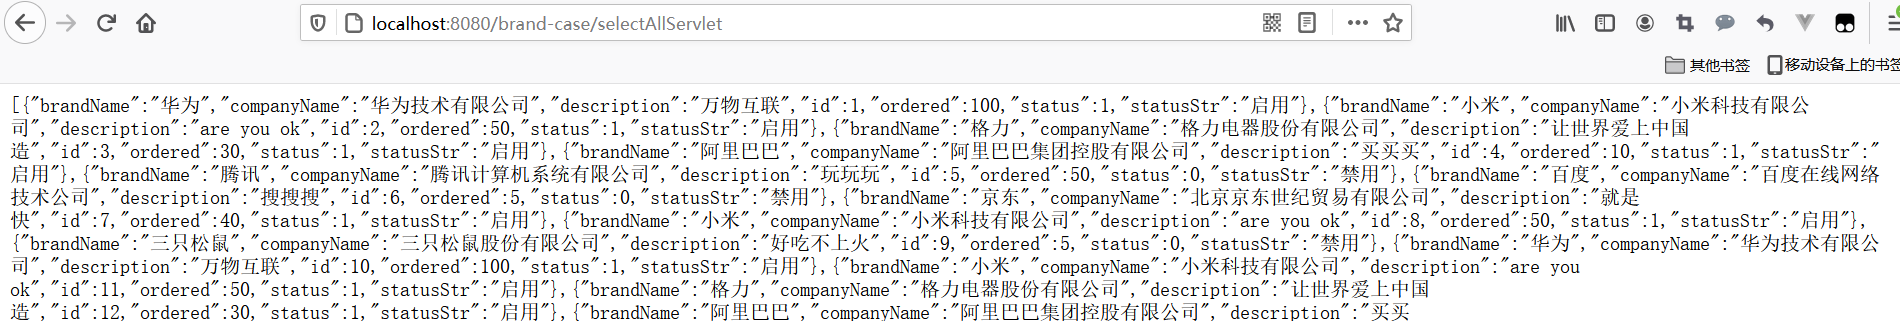 localhost:8080/brand-case/selectAllServlet
其他书签 移动设备上的书签
[{"brandName":"华为","companyName":"华为技术有限公司","description":"万物互联","id":1,"ordered":100,"status":1,"statusStr":"启用"},{"brandName":"小米","companyName":"小米科技有限公
司","description":"are you ok","id":2,"ordered":50,"status":1,"statusStr":"启用"},{"brandName":"格力","companyName":"格力电器股份有限公司","description":"让世界爱上中国
造","id":3,"ordered":30,"status":1,"statusStr":"启用"},{"brandName":"阿里巴巴","companyName":"阿里巴巴集团控股有限公司","description":"买买买","id":4,"ordered":10,"status":1,"statusStr":"
启用"},{"brandName":"腾讯","companyName":"腾讯计算机系统有限公司","description":"玩玩玩","id":5,"ordered":50,"status":0,"statusStr":"禁用"},{"brandName":"百度","companyName":"百度在线网络
技术公司","description":"搜搜搜","id":6,"ordered":5,"status":0,"statusStr":"禁用"},{"brandName":"京东","companyName":"北京京东世纪贸易有限公司","description":"就是
快","id":7,"ordered":40,"status":1,"statusStr":"启用"},{"brandName":"小米","companyName":"小米科技有限公司","description":"are you ok","id":8,"ordered":50,"status":1,"statusStr":"启用"},
{"brandName":"三只松鼠","companyName":"三只松鼠股份有限公司","description":"好吃不上火","id":9,"ordered":5,"status":0,"statusStr":"禁用"},{"brandName":"华为","companyName":"华为技术有限公
司","description":"万物互联","id":10,"ordered":100,"status":1,"statusStr":"启用"},{"brandName":"小米","companyName":"小米科技有限公司","description":"are you
ok","id":11,"ordered":50,"status":1,"statusStr":"启用"},{"brandName":"格力","companyName":"格力电器股份有限公司","description":"让世界爱上中国
造","id":12,"ordered":30,"status":1,"statusStr":"启用"},{"brandName":"阿里巴巴","companyName":"阿里巴巴集团控股有限公司","description":"买买